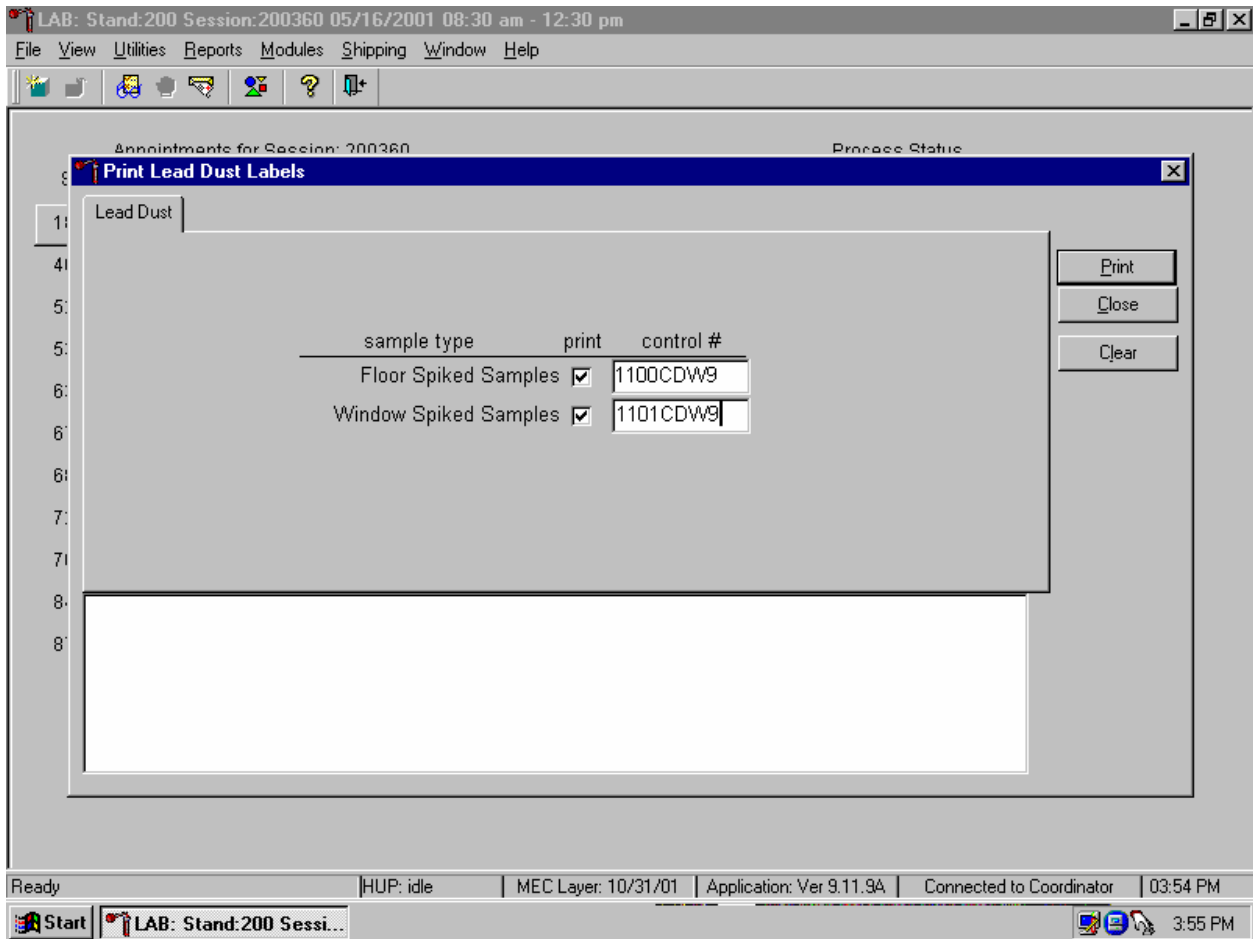 LAB: Stand:200 Session:200360 05/16/2001 08:30 am - 12:30 pm
File View Utilities Reports Modules Shipping Window Help
Appointments for Session: 200360 Process Status
Print Lead Dust Labels
Lead Dust
Print
Close
Clear
sample type print control #
Floor Spiked Samples 1100CDW9
Window Spiked Samples 1101CDW9
Ready HUP: idle MEC Layer: 10/31/01 Application: Ver 9.11.9A Connected to Coordinator 03:54 PM
Start LAB: Stand:200 Sessi... 3:55 PM